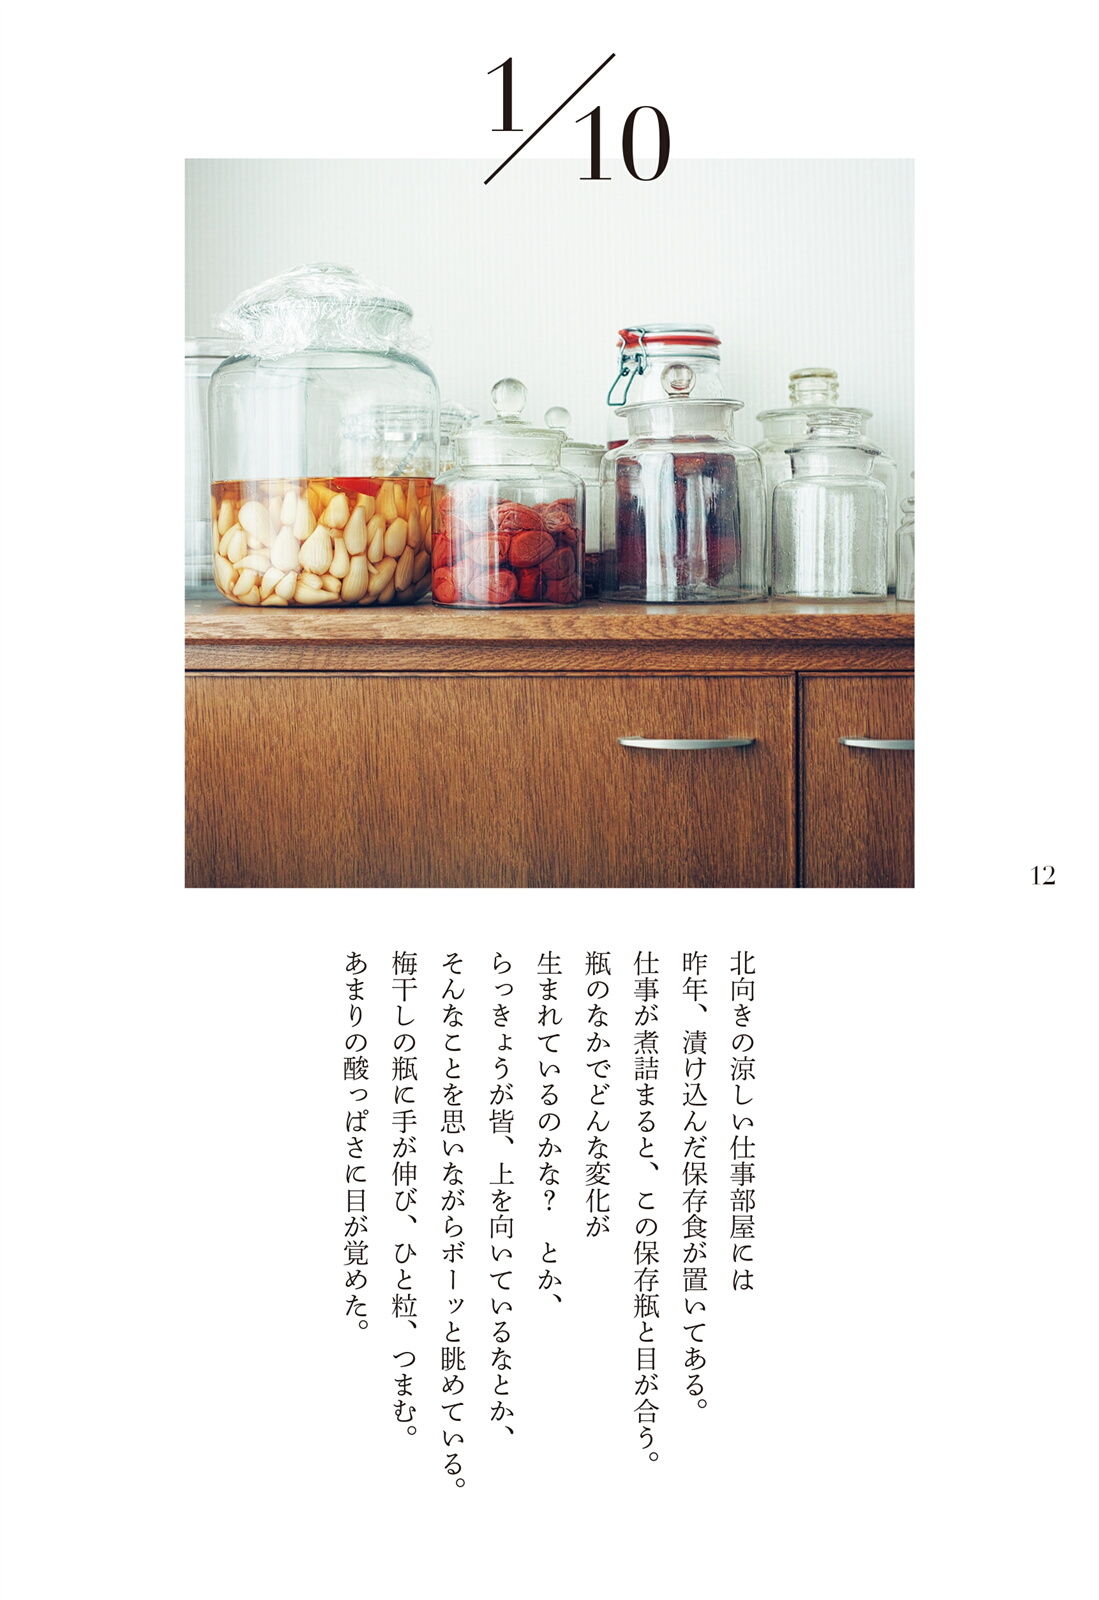 1/10
12
北向きの涼しい仕事部屋には
昨年、漬け込んだ保存食が置いてある。
仕事が煮詰まると、この保存瓶と目が合う。
瓶のなかでどんな変化が
生まれているのかな?　とか、
らっきょうが皆、上を向いているなとか、
そんなことを思いながらボーッと眺めている。
梅干しの瓶に手が伸び、ひと粒、つまむ。
あまりの酸っぱさに目が覚めた。